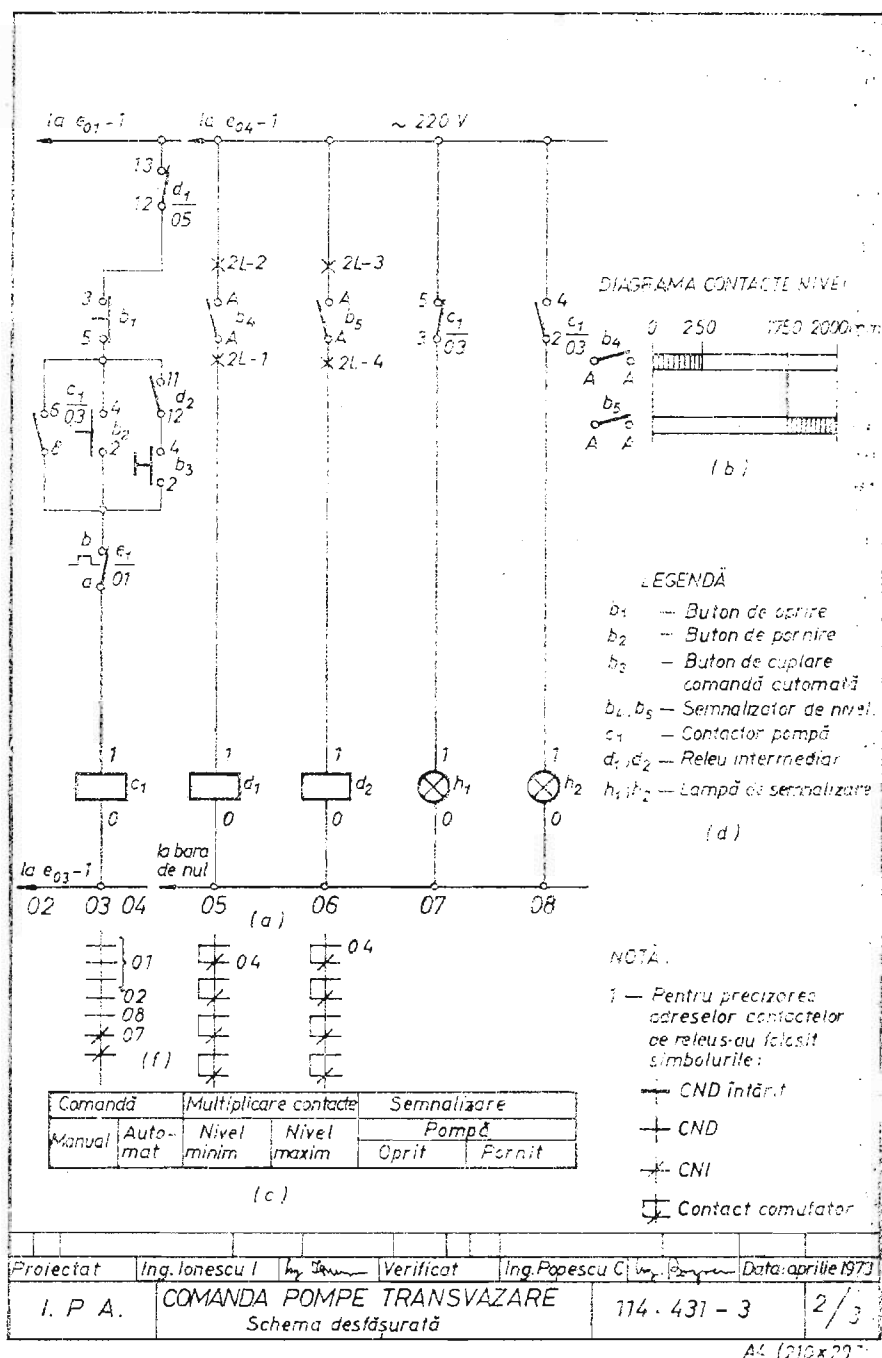 la e01-1 la e04-1 ~ 220 V
13
12 d1/05
2L-2 2L-3
3 b1 5
A b4 A
A b5 A
2L-1 2L-4
5 c1/03 3
4 c1/03 2
6 c1/03 8
4 b2 2
11 d2 12
4 b3 2
b e1/01 a
1 1 1 1 1
c1 d1 d2 h1 h2
0 0 0 0 0
la e03-1
la bara
de nul
02 03 04 05 06 07 08
(a)
01
02
08
07
(f)
04
04
DIAGRAMA CONTACTE NIVEL
0 250 1750 2000mm
b4
A A
b5
A A
(b)
LEGENDĂ
b1 — Buton de oprire
b2 — Buton de pornire
b3 — Buton de cuplare
comandă automată
b4, b5 — Semnalizator de nivel
c1 — Contactor pompă
d1, d2 — Releu intermediar
h1, h2 — Lampă de semnalizare
(d)
NOTĂ:
1 — Pentru precizarea
adreselor contactelor
de releu s-au folosit
simbolurile:
CND întărit
CND
CNI
Contact comutator
Comandă Multiplicare contacte Semnalizare
Manual Auto-
mat Nivel
minim Nivel
maxim Pompă
Oprit Pornit
(c)
Proiectat Ing. Ionescu I Verificat Ing. Popescu C Data: aprilie 1973
I. P. A. COMANDA POMPE TRANSVAZARE 114.431-3 2/3
Schema desfășurată
A4 (210x297)